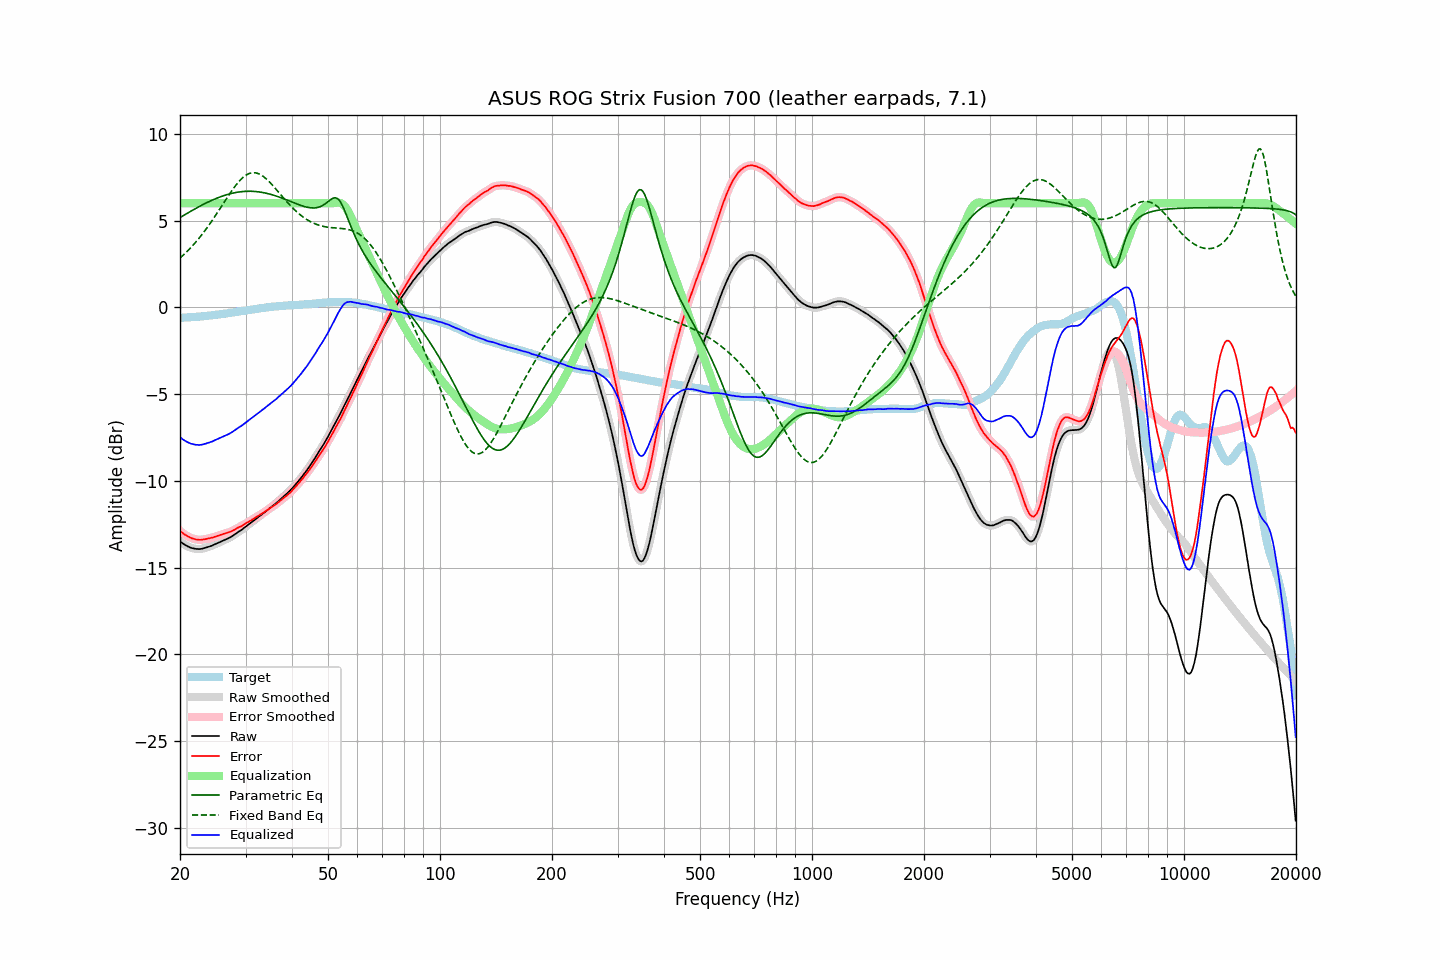 ASUS ROG Strix Fusion 700 (leather earpads, 7.1)
Amplitude (dBr)
10
5
0
−5
−10
−15
−20
−25
−30
Target
Raw Smoothed
Error Smoothed
Raw
Error
Equalization
Parametric Eq
Fixed Band Eq
Equalized
20 50 100 200 500 1000 2000 5000 10000 20000
Frequency (Hz)